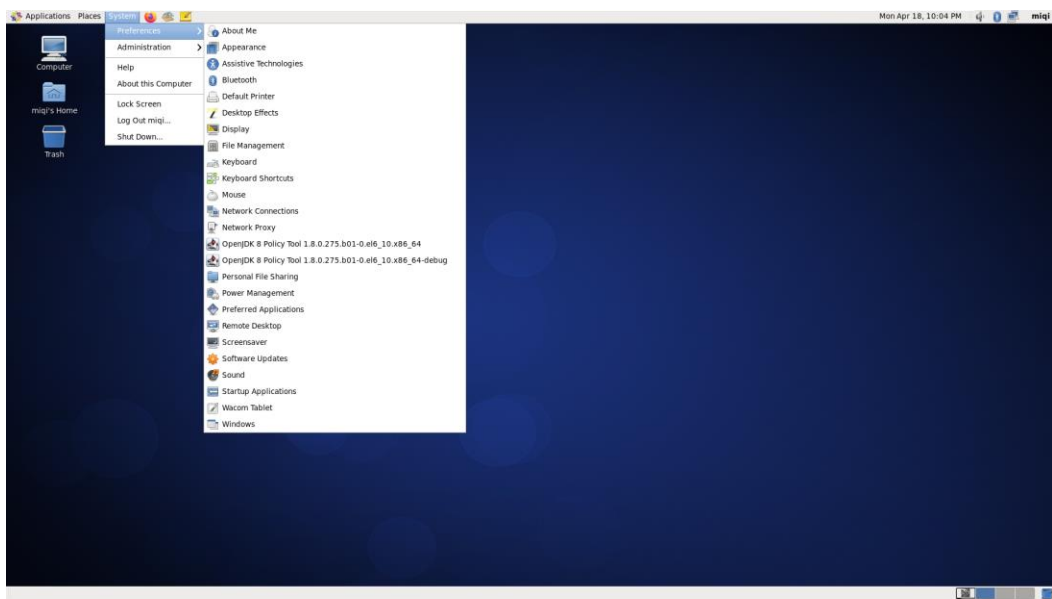 Applications Places System Mon Apr 18, 10:04 PM miqi
Preferences
Administration
Help
About this Computer
Lock Screen
Log Out miqi...
Shut Down...
About Me
Appearance
Assistive Technologies
Bluetooth
Default Printer
Desktop Effects
Display
File Management
Keyboard
Keyboard Shortcuts
Mouse
Network Connections
Network Proxy
OpenJDK 8 Policy Tool 1.8.0.275.b01-0.el6_10.x86_64
OpenJDK 8 Policy Tool 1.8.0.275.b01-0.el6_10.x86_64-debug
Personal File Sharing
Power Management
Preferred Applications
Remote Desktop
Screensaver
Software Updates
Sound
Startup Applications
Wacom Tablet
Windows
Computer
miqi's Home
Trash